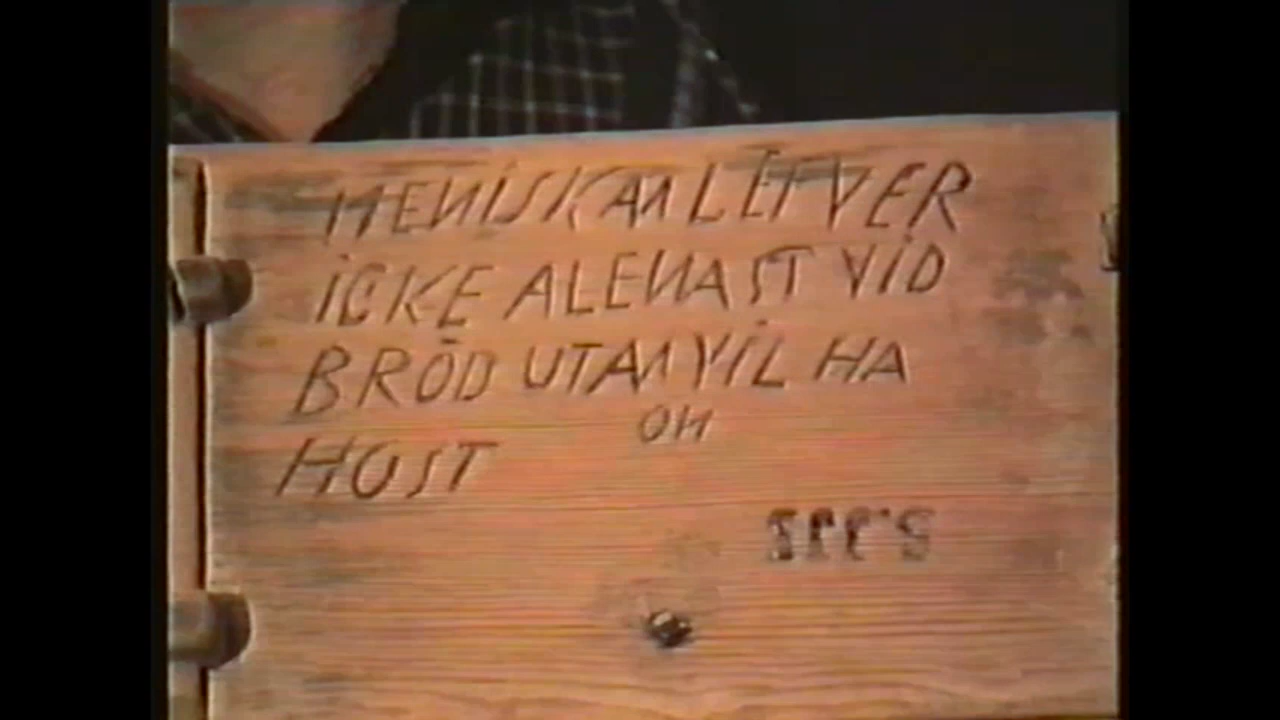 MENISKAN LEFVER
ICKE ALENAST VID
BRÖD UTAN VIL HA
OH
HOST